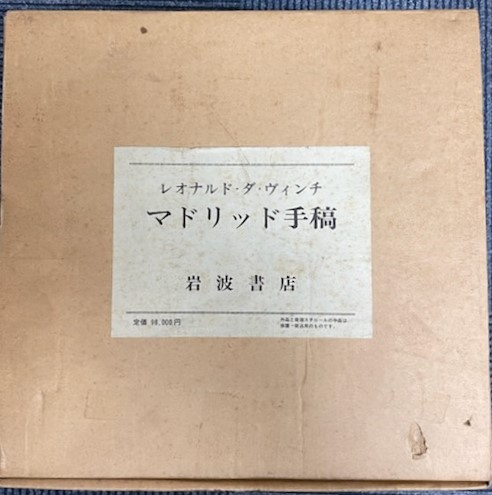 レオナルド・ダ・ヴィンチ
マドリッド手稿
岩波書店
定価 98,000円